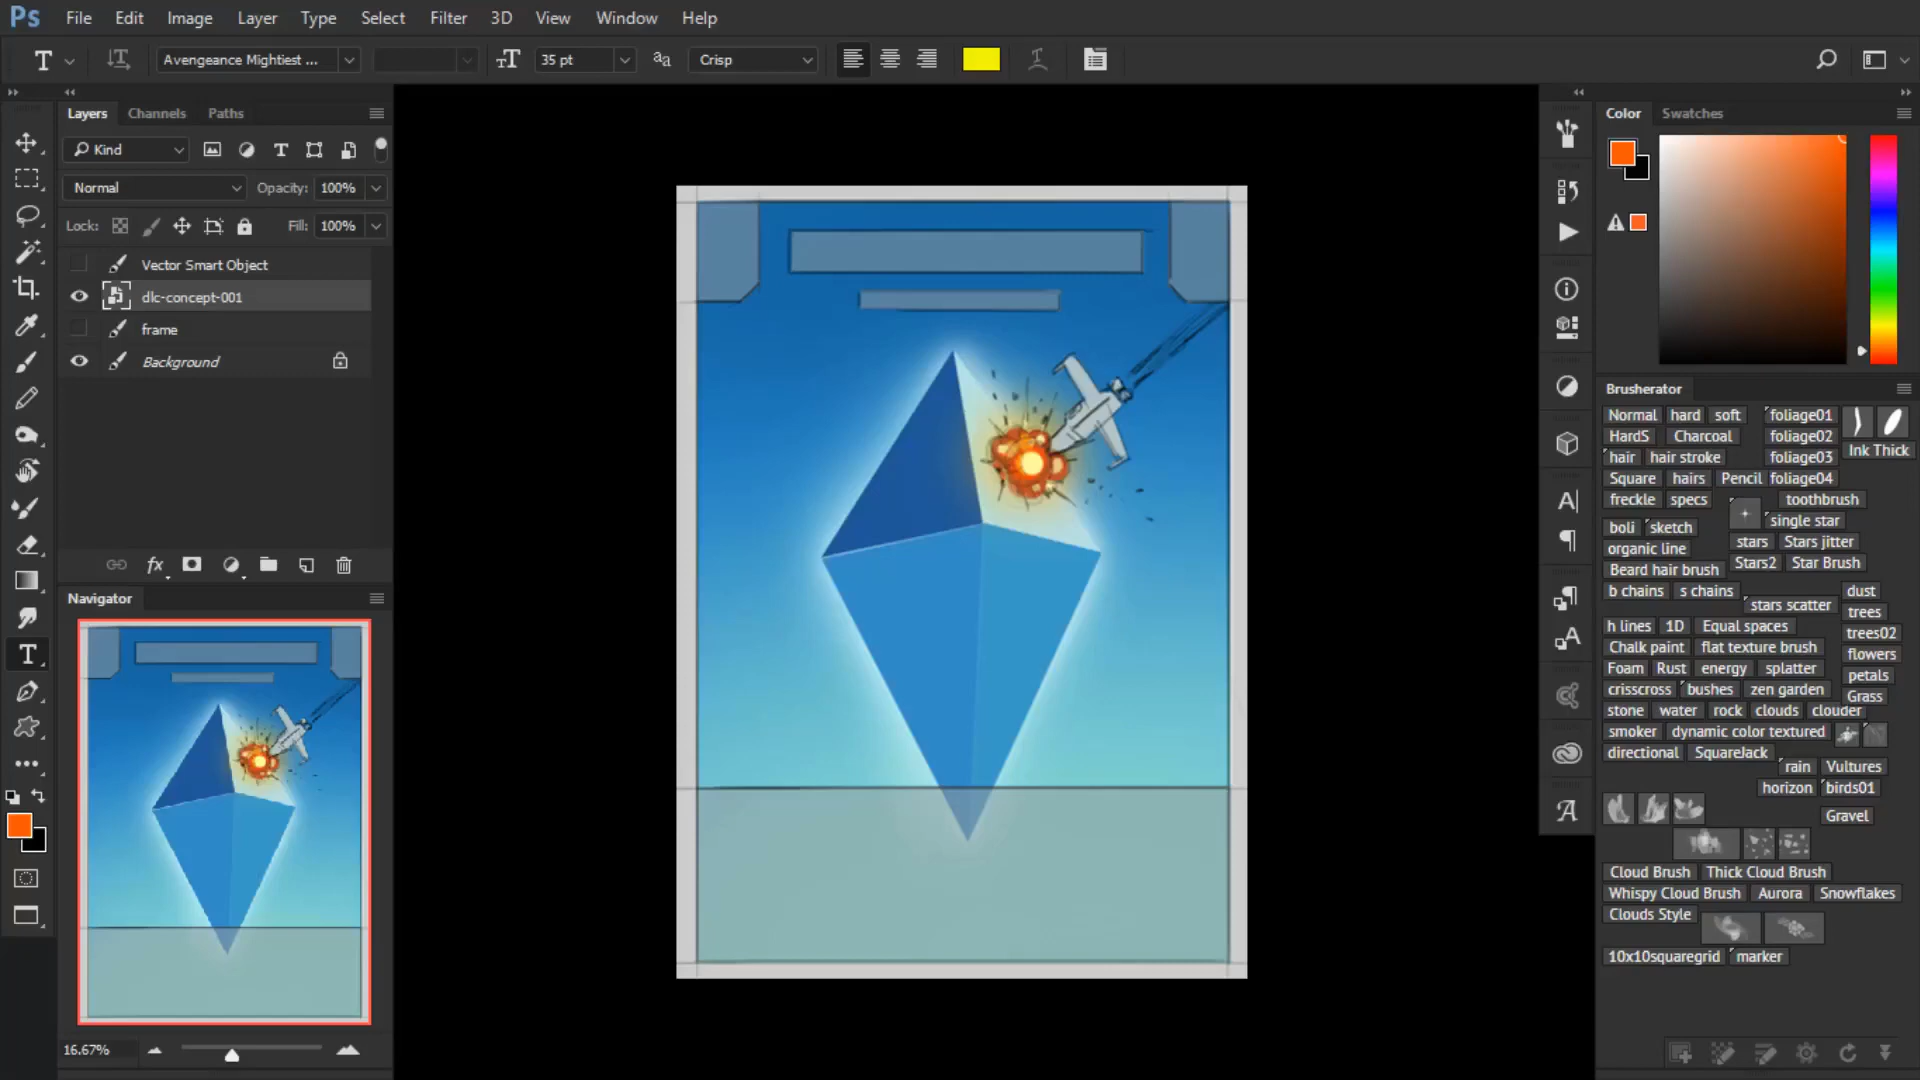 Ps File Edit Image Layer Type Select Filter 3D View Window Help
T Avengeance Mightiest ... 35 pt aa Crisp
Layers Channels Paths
Kind
Normal Opacity: 100%
Lock: Fill: 100%
Vector Smart Object
dlc-concept-001
frame
Background
fx
Navigator
16.67%
Color Swatches
Brusherator
Normal hard soft foliage01
HardS Charcoal foliage02
Ink Thick
hair hair stroke foliage03
Square hairs Pencil foliage04
freckle specs toothbrush
boli sketch single star
organic line stars Stars jitter
Beard hair brush Stars2 Star Brush
b chains s chains stars scatter dust
trees
h lines 1D Equal spaces trees02
Chalk paint flat texture brush flowers
Foam Rust energy splatter petals
crisscross bushes zen garden Grass
stone water rock clouds clouder
smoker dynamic color textured
directional SquareJack
rain Vultures
horizon birds01
Gravel
Cloud Brush Thick Cloud Brush
Whispy Cloud Brush Aurora Snowflakes
Clouds Style
10x10squaregrid marker